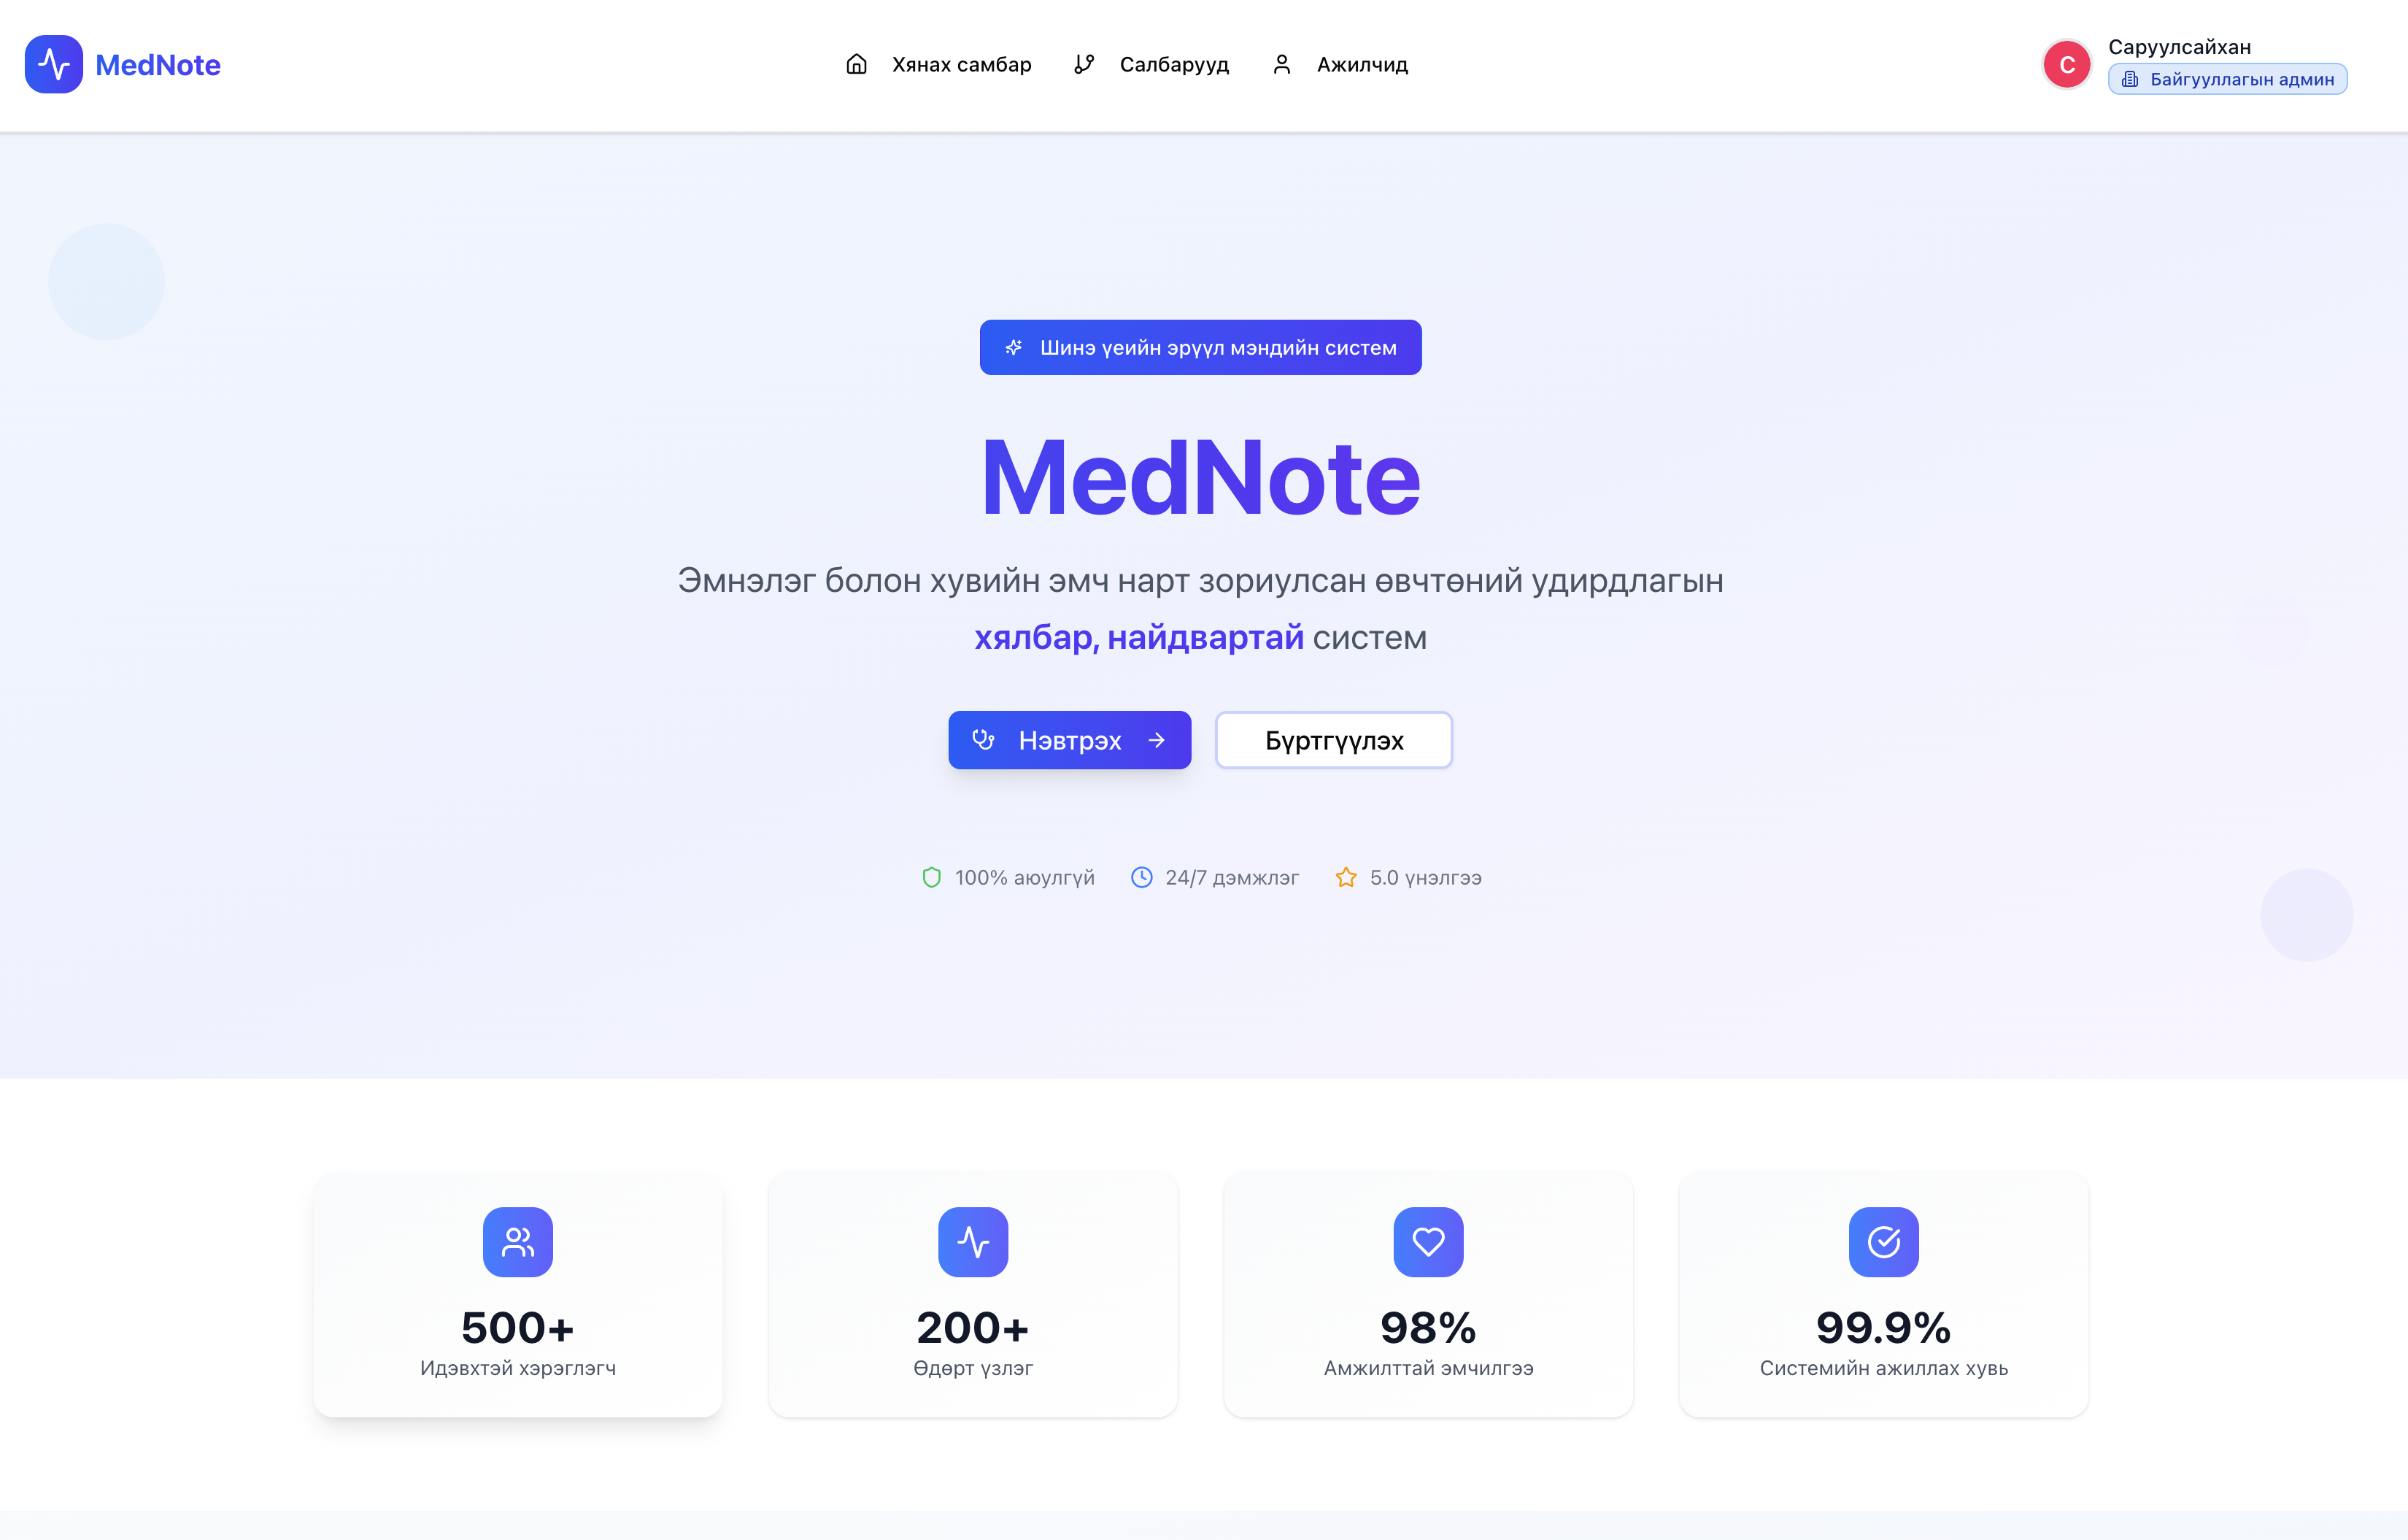 MedNote
Хянах самбар
Салбарууд
Ажилчид
С
Саруулсайхан
Байгууллагын админ
Шинэ үеийн эрүүл мэндийн систем
MedNote
Эмнэлэг болон хувийн эмч нарт зориулсан өвчтөний удирдлагын
хялбар, найдвартай систем
Нэвтрэх
Бүртгүүлэх
100% аюулгүй
24/7 дэмжлэг
5.0 үнэлгээ
500+
Идэвхтэй хэрэглэгч
200+
Өдөрт үзлэг
98%
Амжилттай эмчилгээ
99.9%
Системийн ажиллах хувь